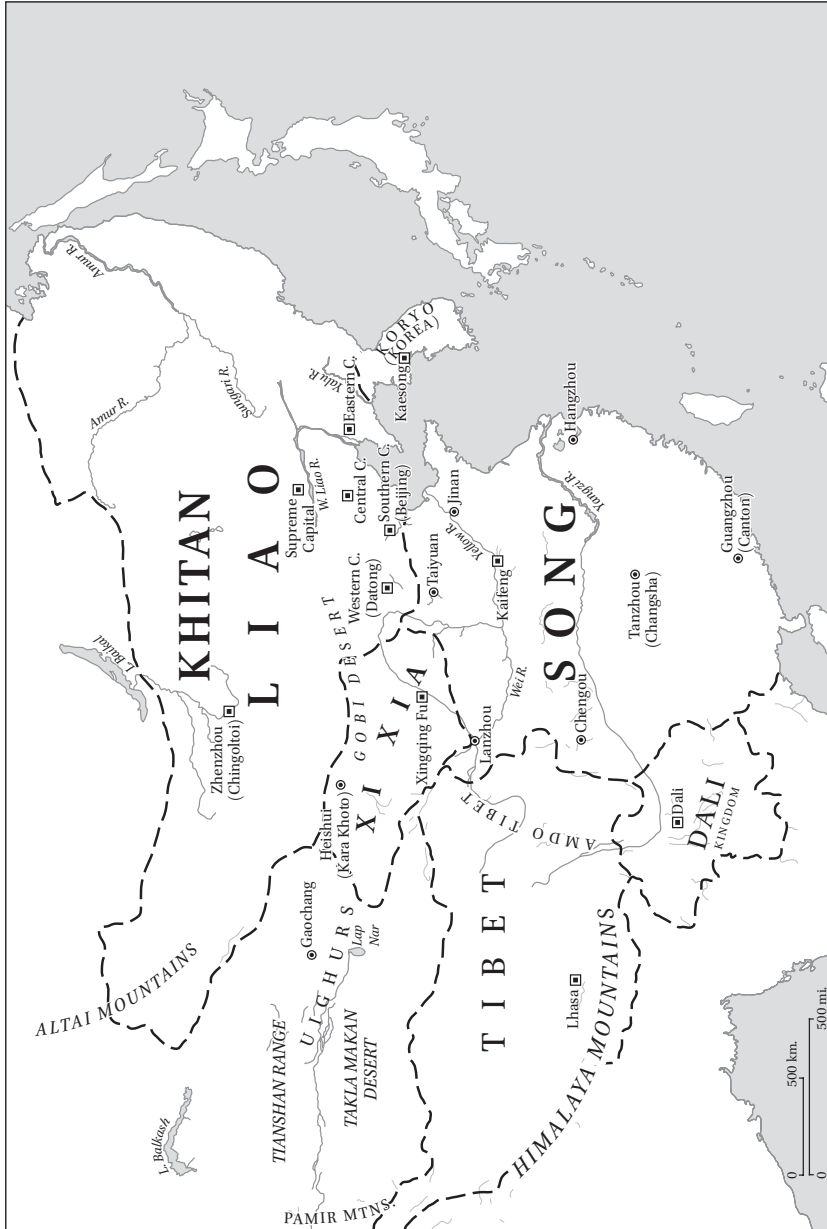 ALTAI MOUNTAINS
L. Balkash
TIANSHAN RANGE
TAKLA MAKAN
DESERT
PAMIR MTNS.
UIGHURS
Gaochang
Lap
Nar
L. Baikal
Zhenzhou
(Chingoltoi)
KHITAN
LIAO
Amur R.
Amur R.
Sungari R.
Supreme
Capital
W. Liao R.
Eastern C.
Central C.
Southern C.
(Beijing)
Western C.
(Datong)
Yalu R.
KORYO
(KOREA)
Kaesong
GOBI DESERT
Heishui
(Kara Khoto)
XI XIA
Xingqing Fu
Lanzhou
Taiyuan
Jinan
Yellow R.
Kaifeng
Wei R.
SONG
Chengou
Yangzi R.
Hangzhou
Tanzhou
(Changsha)
Guangzhou
(Canton)
AMDO TIBET
TIBET
Lhasa
HIMALAYA MOUNTAINS
Dali
DALI
KINGDOM
0 500 km.
0 500 mi.